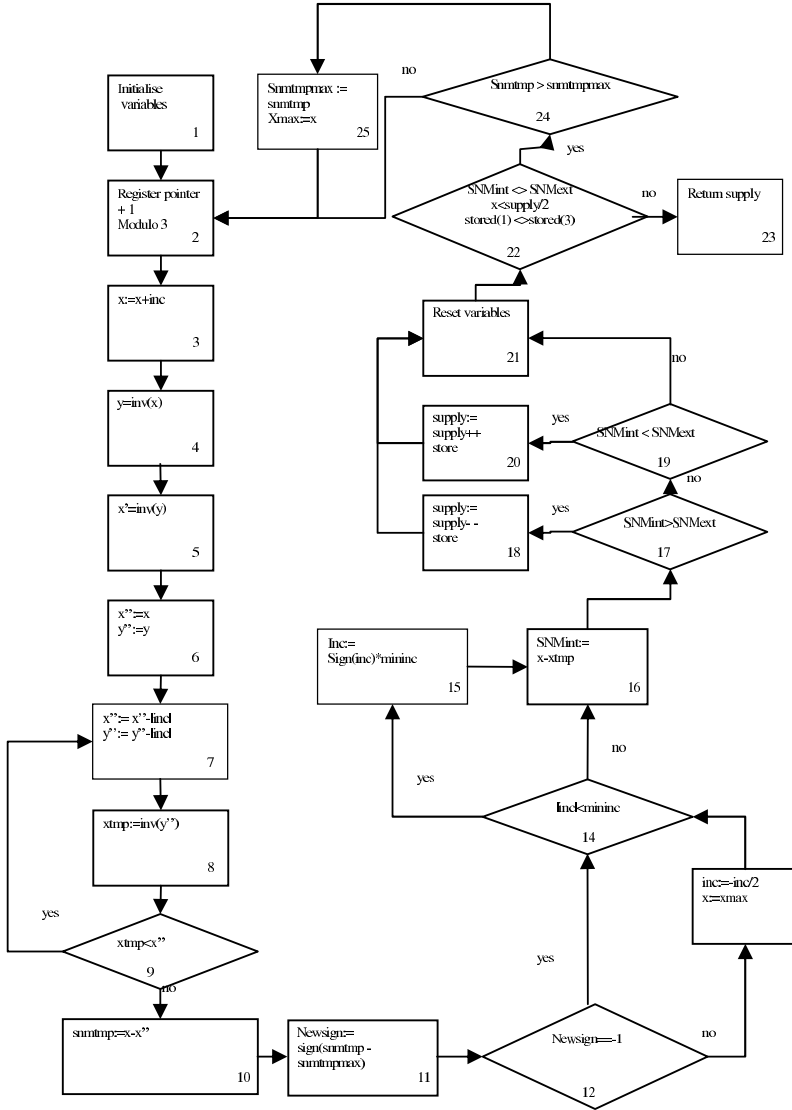 Initialise
variables
1
Register pointer
+ 1
Modulo 3
2
x:=x+inc
3
y=inv(x)
4
x'=inv(y)
5
x'':=x
y'':=y
6
x'':= x''-|inc|
y'':= y''-|inc|
7
xtmp:=inv(y'')
8
yes
xtmp<x''
9
no
snmtmp:=x-x''
10
Newsign:=
sign(snmtmp -
snmtmpmax)
11
Newsign==-1
12
no
yes
inc:=-inc/2
x:=xmax
|inc|<mininc
14
yes
no
Inc:=
Sign(inc)*mininc
15
SNMint:=
x-xtmp
16
SNMint>SNMext
17
yes
no
supply:=
supply- -
store
18
SNMint < SNMext
19
yes
no
supply:=
supply++
store
20
Reset variables
21
SNMint <> SNMext
x<supply/2
stored(1) <>stored(3)
22
no
yes
Return supply
23
Snmtmp > snmtmpmax
24
no
Snmtmpmax :=
snmtmp
Xmax:=x
25